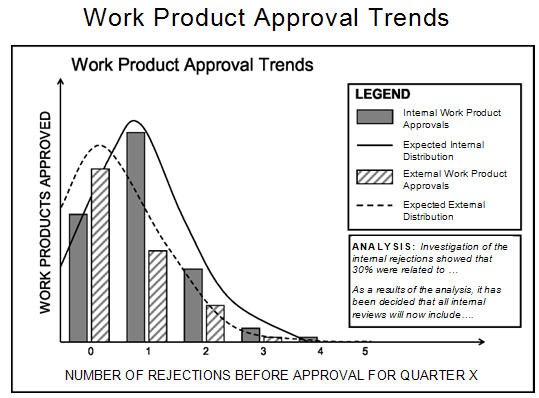 Work Product Approval Trends
Work Product Approval Trends
WORK PRODUCTS APPROVED
LEGEND
Internal Work Product
Approvals
Expected Internal
Distribution
External Work Product
Approvals
Expected External
Distribution
ANALYSIS: Investigation of the
internal rejections showed that
30% were related to …
As a results of the analysis, it has
been decided that all internal
reviews will now include….
0 1 2 3 4 5
NUMBER OF REJECTIONS BEFORE APPROVAL FOR QUARTER X